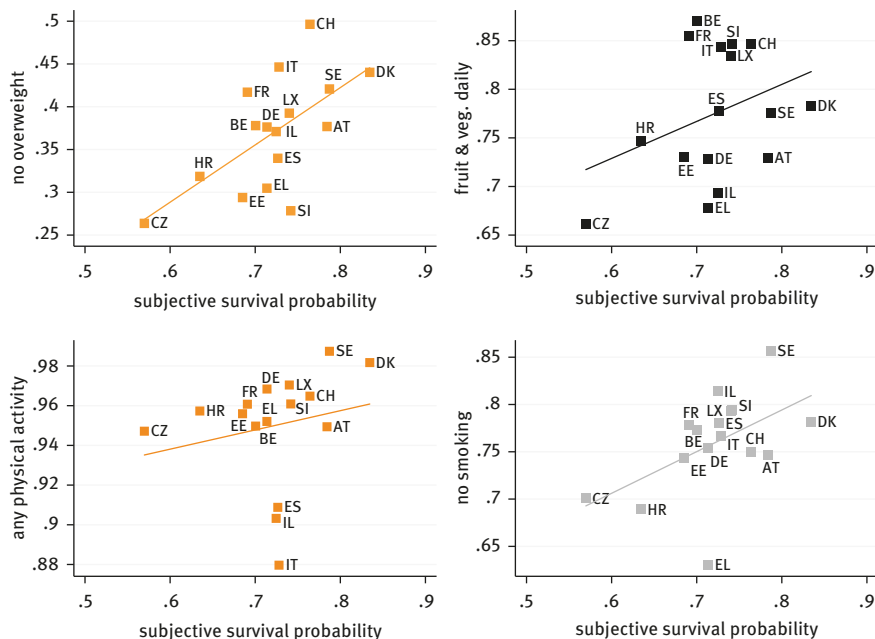 no overweight
.5
.45
.4
.35
.3
.25
CH
IT
DK
SE
FR
LX
BE
DE
IL
AT
HR
ES
EL
EE
SI
CZ
.5 .6 .7 .8 .9
subjective survival probability
fruit & veg. daily
.85
.8
.75
.7
.65
BE
FR
SI
IT
CH
LX
ES
SE
DK
HR
EE
DE
AT
IL
EL
CZ
.5 .6 .7 .8 .9
subjective survival probability
any physical activity
.98
.96
.94
.92
.9
.88
SE
DK
DE
LX
CH
FR
HR
EL
SI
CZ
EE
BE
AT
ES
IL
IT
.5 .6 .7 .8 .9
subjective survival probability
no smoking
.85
.8
.75
.7
.65
SE
IL
SI
FR
LX
ES
DK
BE
IT
CH
EE
DE
AT
CZ
HR
EL
.5 .6 .7 .8 .9
subjective survival probability